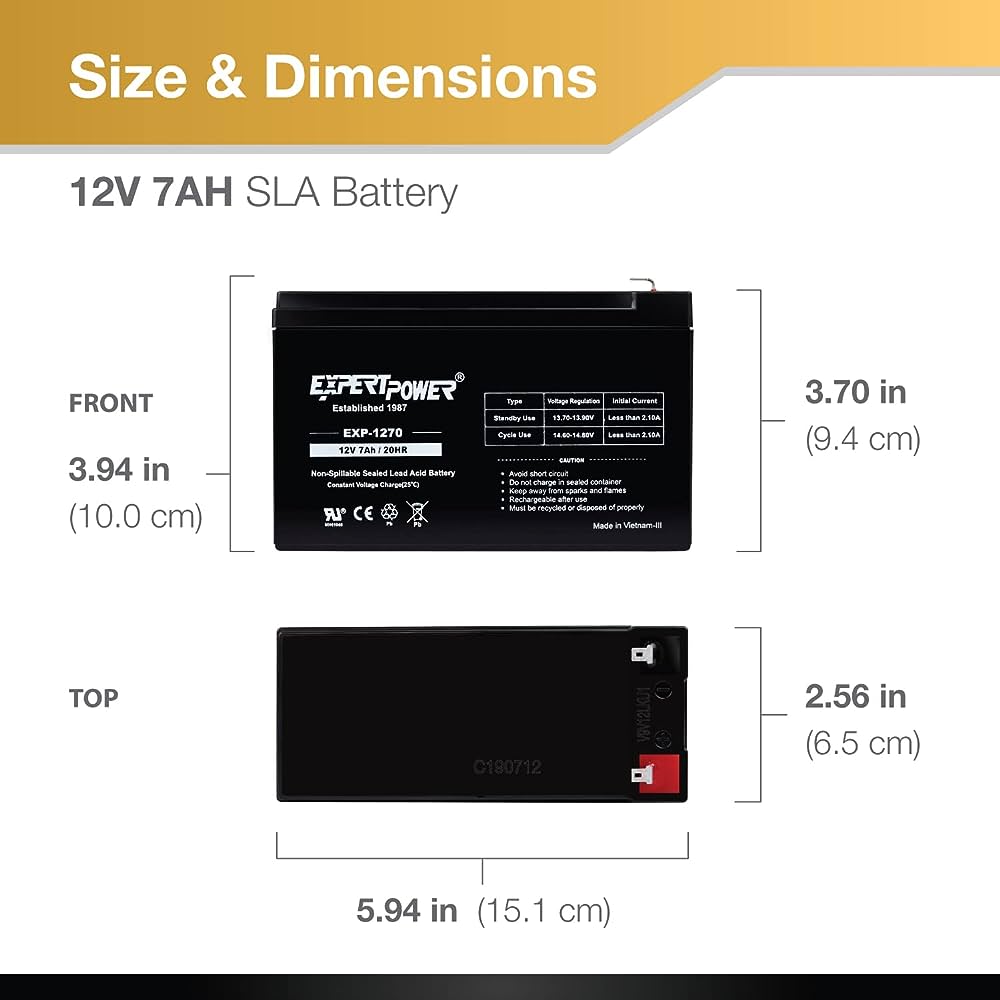 Size & Dimensions
12V 7AH SLA Battery
FRONT
3.94 in
(10.0 cm)
EXPERTPOWER®
Established 1987
EXP-1270
12V 7Ah / 20HR
Non-Spillable Sealed Lead Acid Battery
Constant Voltage Charge(25°C)
CE
Pb
Pb
Type Voltage Regulation Initial Current
Standby Use 13.70-13.90V Less than 2.10A
Cycle Use 14.60-14.80V Less than 2.10A
CAUTION
• Avoid short circuit
• Do not charge in sealed container
• Keep away from sparks and flames
• Rechargeable after use
• Must be recycled or disposed of properly
Made in Vietnam-III
3.70 in
(9.4 cm)
TOP
C190712
2.56 in
(6.5 cm)
5.94 in (15.1 cm)